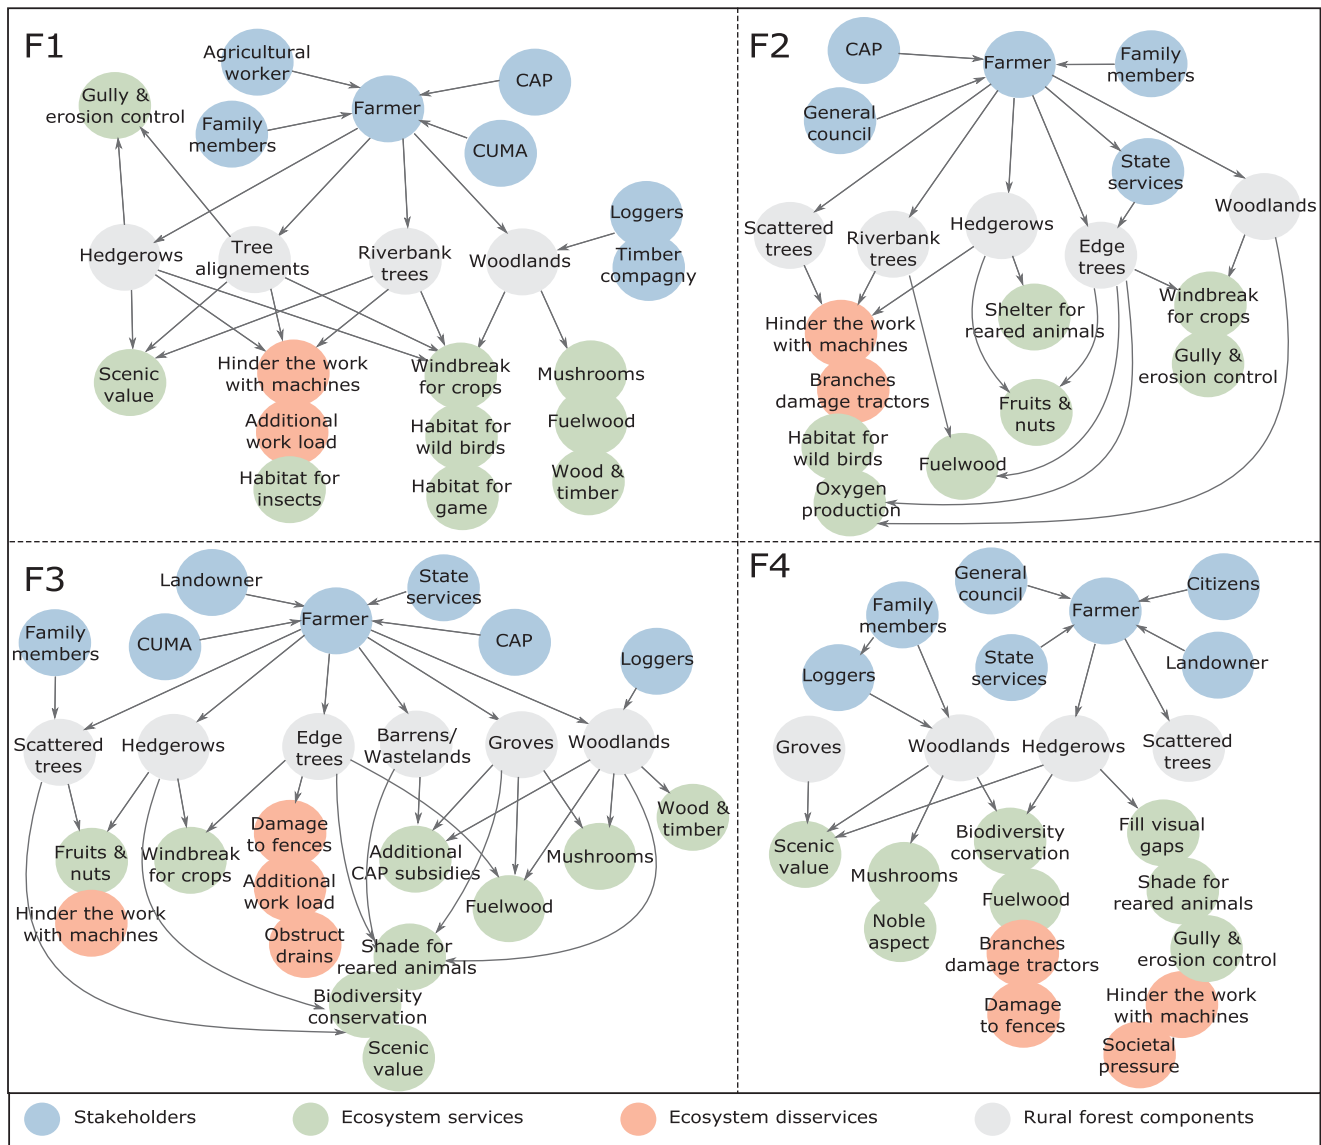 F1
Agricultural
worker
CAP
Gully &
erosion control
Farmer
Family
members
CUMA
Loggers
Timber
compagny
Hedgerows
Tree
alignements
Riverbank
trees
Woodlands
Scenic
value
Hinder the work
with machines
Additional
work load
Habitat for
insects
Windbreak
for crops
Habitat for
wild birds
Habitat for
game
Mushrooms
Fuelwood
Wood &
timber
F2
CAP
Farmer
Family
members
General
council
State
services
Woodlands
Scattered
trees
Riverbank
trees
Hedgerows
Edge
trees
Hinder the work
with machines
Branches
damage tractors
Habitat for
wild birds
Oxygen
production
Shelter for
reared animals
Windbreak
for crops
Gully &
erosion control
Fruits &
nuts
Fuelwood
F3
Landowner
State
services
Farmer
Family
members
CUMA
CAP
Loggers
Scattered
trees
Hedgerows
Edge
trees
Barrens/
Wastelands
Groves
Woodlands
Wood &
timber
Fruits &
nuts
Hinder the work
with machines
Windbreak
for crops
Damage
to fences
Additional
work load
Obstruct
drains
Additional
CAP subsidies
Mushrooms
Fuelwood
Shade for
reared animals
Biodiversity
conservation
Scenic
value
F4
General
council
Citizens
Family
members
Farmer
Loggers
State
services
Landowner
Groves
Woodlands
Hedgerows
Scattered
trees
Scenic
value
Mushrooms
Noble
aspect
Biodiversity
conservation
Fuelwood
Branches
damage tractors
Damage
to fences
Fill visual
gaps
Shade for
reared animals
Gully &
erosion control
Hinder the work
with machines
Societal
pressure
Stakeholders
Ecosystem services
Ecosystem disservices
Rural forest components